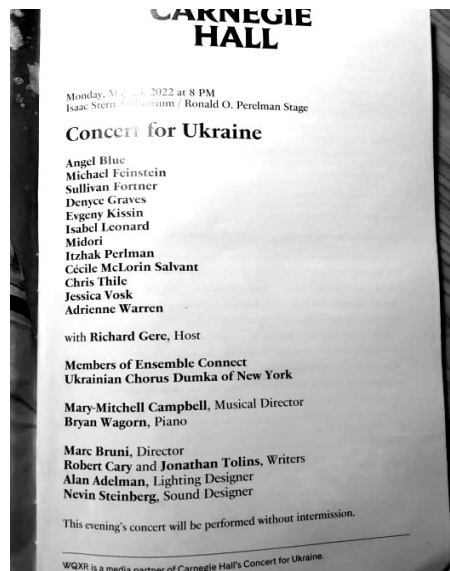 CARNEGIE
HALL
Monday, 2022 at 8 PM
Isaac Stern / Ronald O. Perelman Stage
Concert for Ukraine
Angel Blue
Michael Feinstein
Sullivan Fortner
Denyce Graves
Evgeny Kissin
Isabel Leonard
Midori
Itzhak Perlman
Cécile McLorin Salvant
Chris Thile
Jessica Vosk
Adrienne Warren
with Richard Gere, Host
Members of Ensemble Connect
Ukrainian Chorus Dumka of New York
Mary-Mitchell Campbell, Musical Director
Bryan Wagorn, Piano
Marc Bruni, Director
Robert Cary and Jonathan Tolins, Writers
Alan Adelman, Lighting Designer
Nevin Steinberg, Sound Designer
This evening's concert will be performed without intermission.
WQXR is a media partner of Carnegie Hall's Concert for Ukraine.